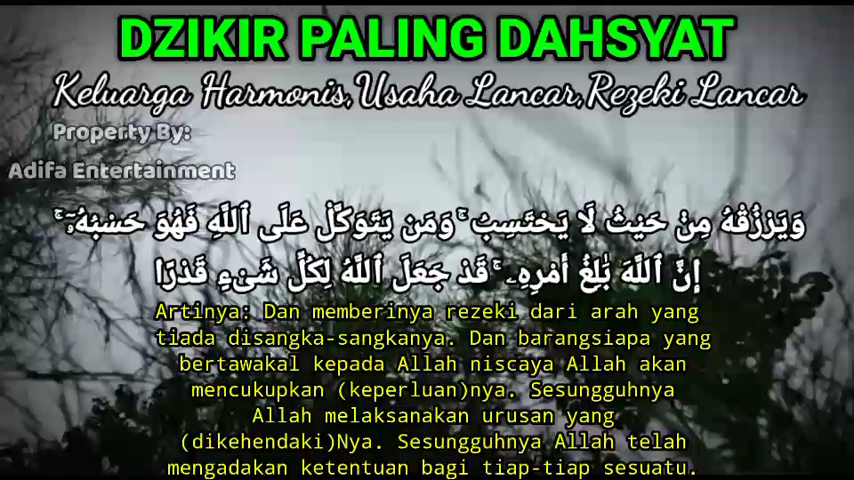 DZIKIR PALING DAHSYAT
Keluarga Harmonis,Usaha Lancar,Rezeki Lancar
Property By:
Adifa Entertainment
وَيَرْزُقْهُ مِنْ حَيْثُ لَا يَحْتَسِبُ ۚ وَمَن يَتَوَكَّلْ عَلَى ٱللَّهِ فَهُوَ حَسْبُهُۥٓ ۚ
إِنَّ ٱللَّهَ بَٰلِغُ أَمْرِهِۦ ۚ قَدْ جَعَلَ ٱللَّهُ لِكُلِّ شَىْءٍ قَدْرًا
Artinya: Dan memberinya rezeki dari arah yang
tiada disangka-sangkanya. Dan barangsiapa yang
bertawakal kepada Allah niscaya Allah akan
mencukupkan (keperluan)nya. Sesungguhnya
Allah melaksanakan urusan yang
(dikehendaki)Nya. Sesungguhnya Allah telah
mengadakan ketentuan bagi tiap-tiap sesuatu.